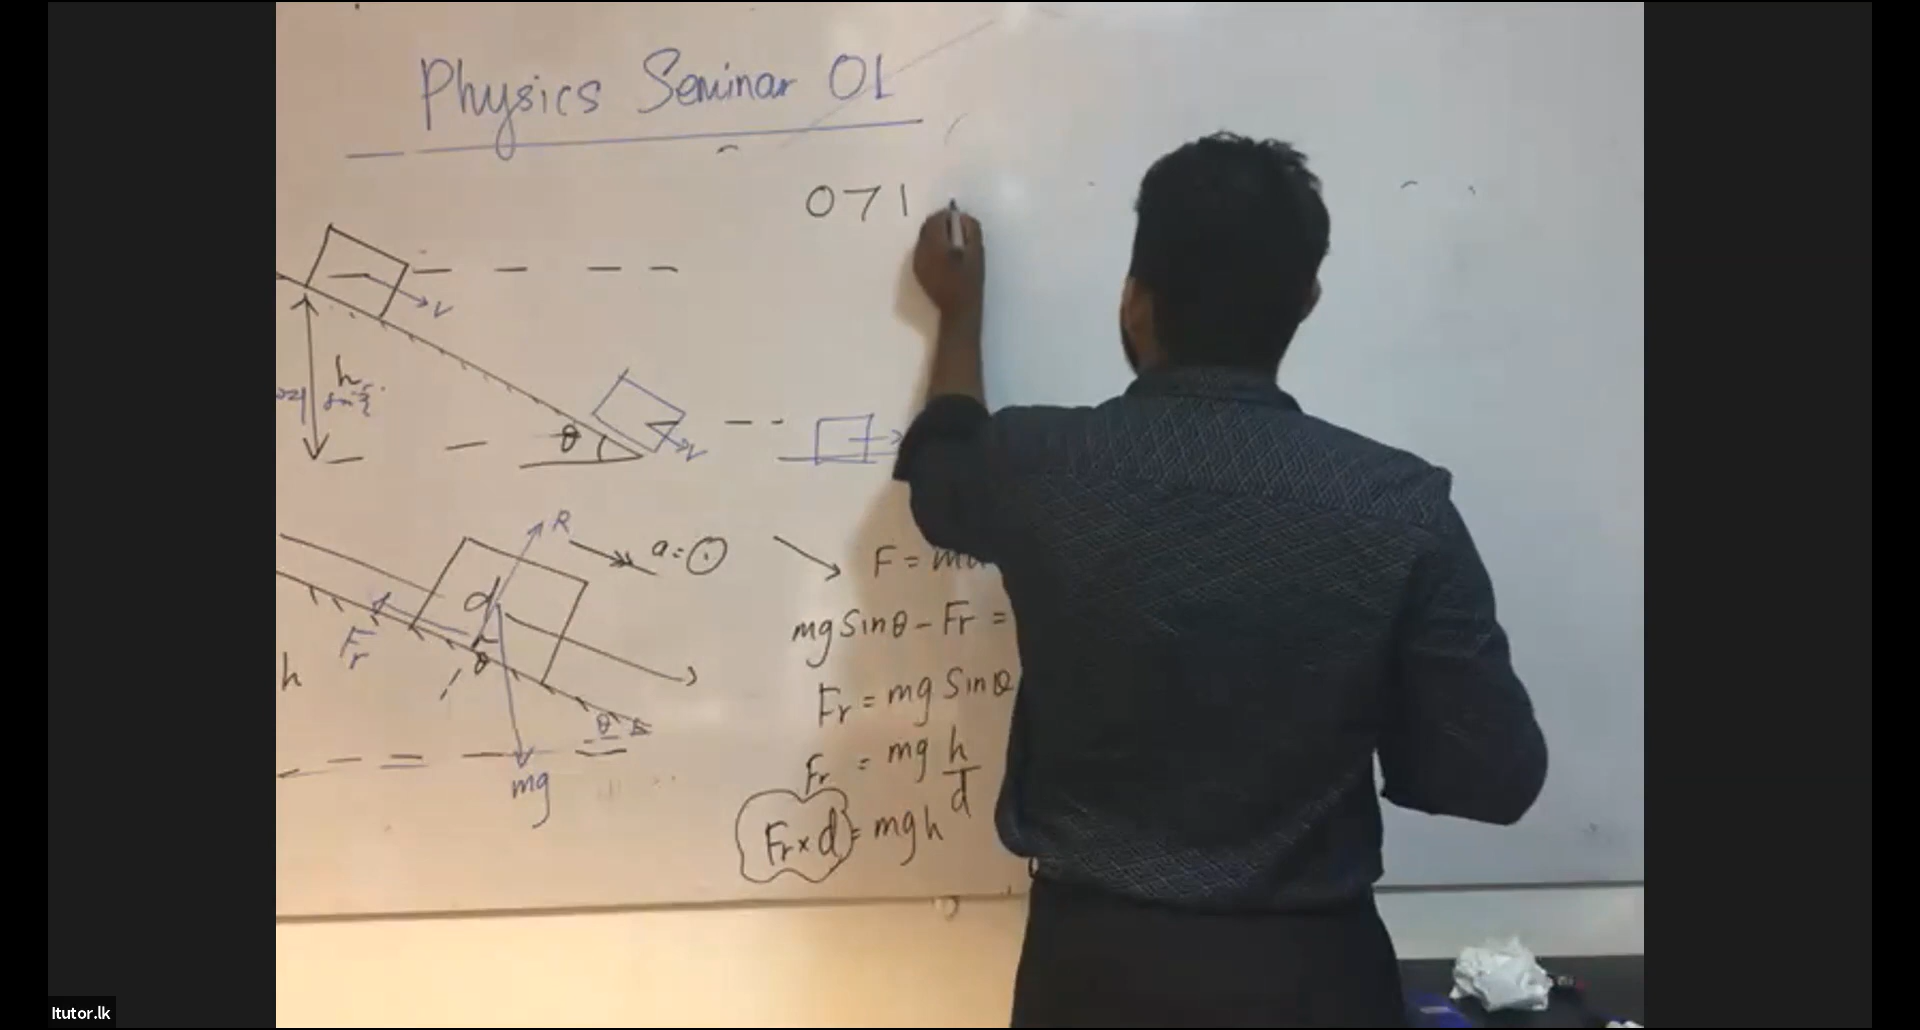 Physics Seminar 01
071
V
h
θ
V
R
a = 0
F = ma
Fr
d
θ
mg sinθ - Fr =
h
Fr = mg sinθ
θ
Fr = mg h/d
mg
Fr × d = mgh
Itutor.lk